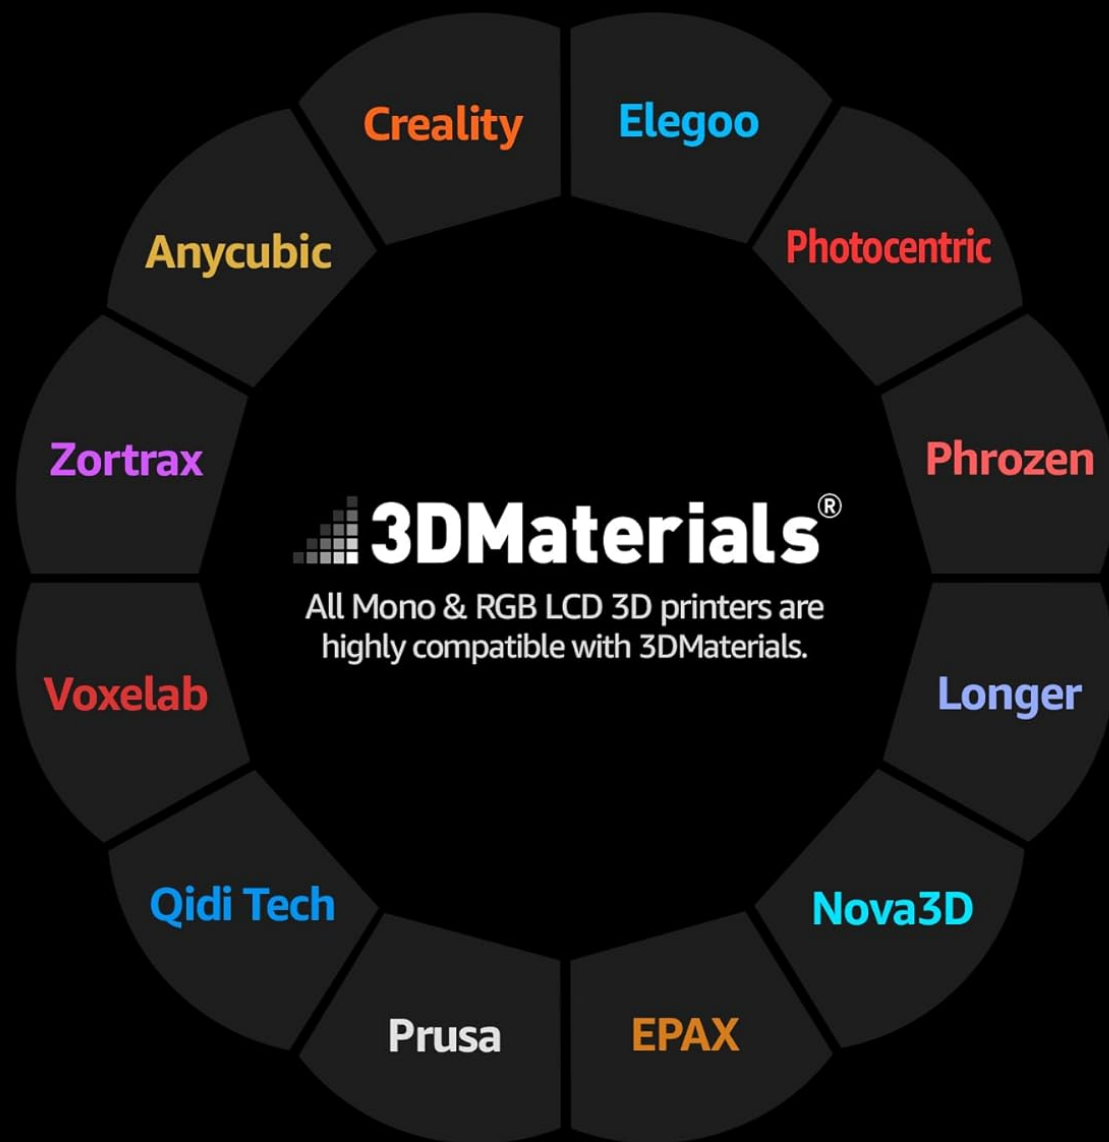 Creality
Elegoo
Anycubic
Photocentric
Zortrax
Phrozen
3DMaterials®
All Mono & RGB LCD 3D printers are
highly compatible with 3DMaterials.
Voxelab
Longer
Qidi Tech
Nova3D
Prusa
EPAX